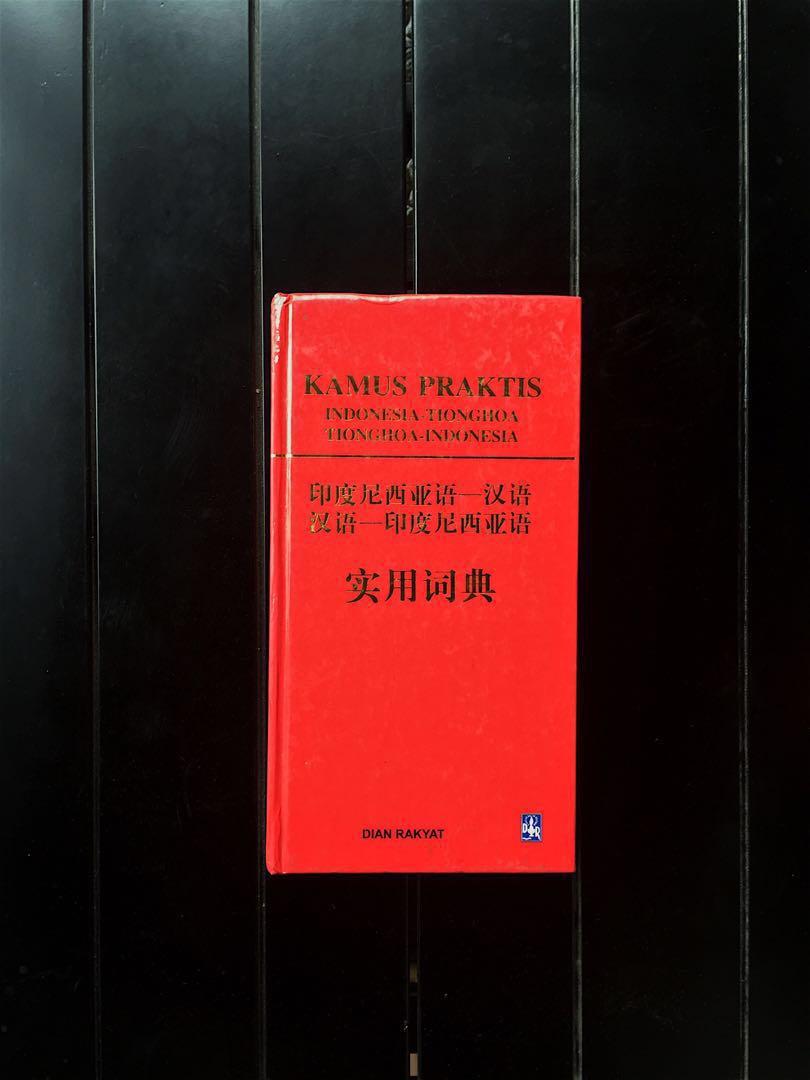 KAMUS PRAKTIS
INDONESIA-TIONGHOA
TIONGHOA-INDONESIA
印度尼西亚语—汉语
汉语—印度尼西亚语
实用词典
DIAN RAKYAT
DR